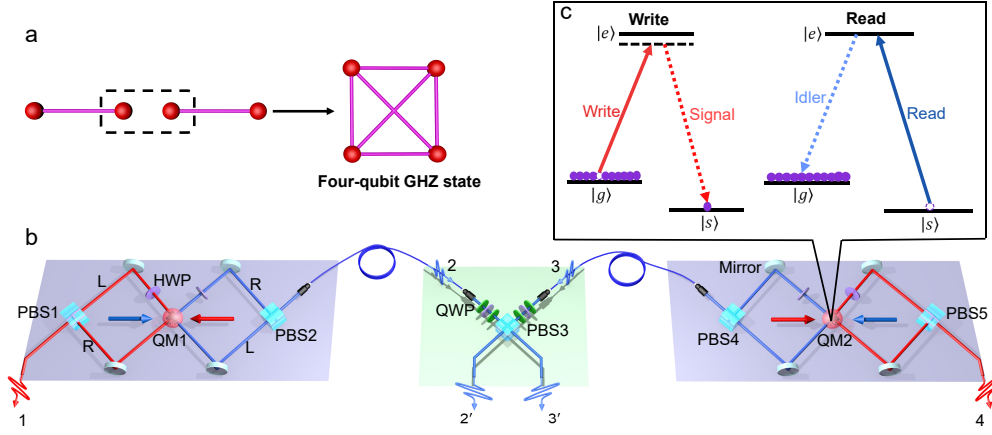 a
Four-qubit GHZ state
c
Write
Read
|e⟩
|e⟩
Write
Signal
Idler
Read
|g⟩
|s⟩
|g⟩
|s⟩
b
L
HWP
R
PBS1
R
QM1
L
PBS2
2
3
QWP
PBS3
2′
3′
Mirror
PBS4
QM2
PBS5
1
4